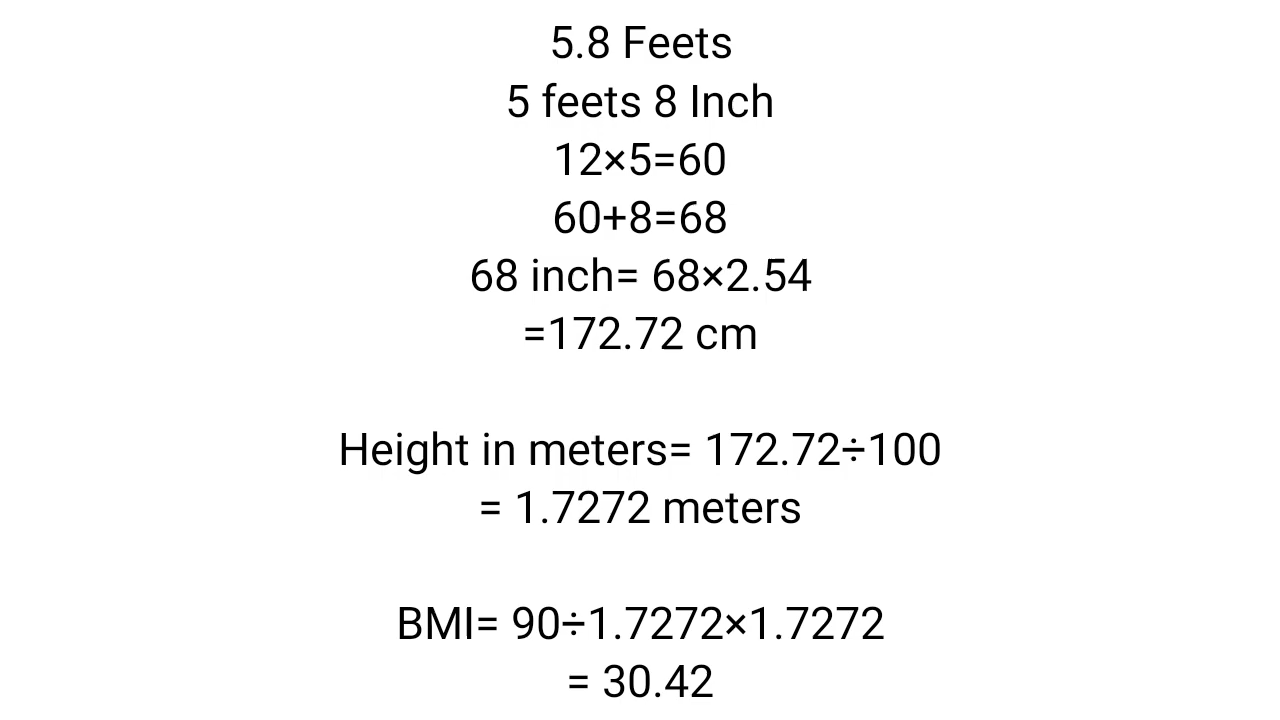 5.8 Feets
5 feets 8 Inch
12×5=60
60+8=68
68 inch= 68×2.54
=172.72 cm
Height in meters= 172.72÷100
= 1.7272 meters
BMI= 90÷1.7272×1.7272
= 30.42